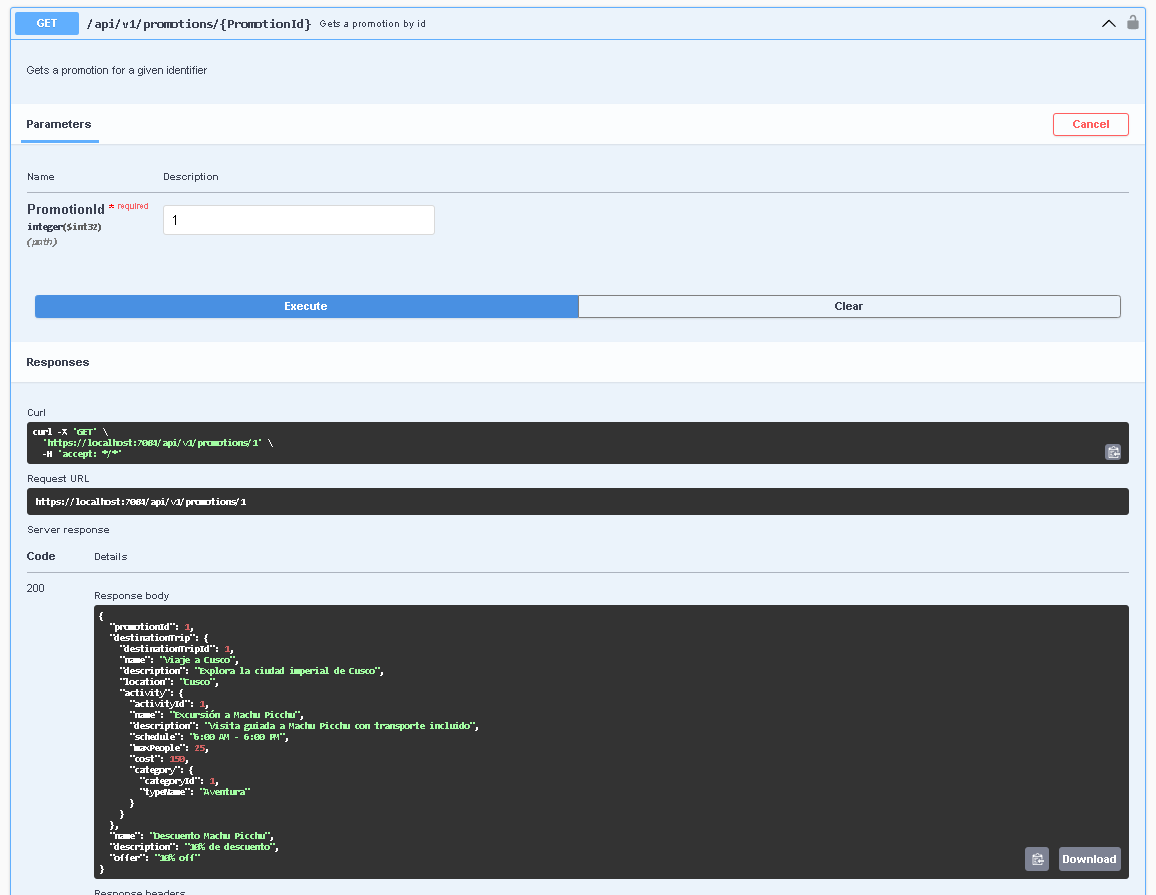 GET /api/v1/promotions/{PromotionId} Gets a promotion by id
Gets a promotion for a given identifier
Parameters
Cancel
Name Description
PromotionId * required
integer($int32)
(path)
1
Execute Clear
Responses
Curl
curl -X 'GET' \
'https://localhost:7084/api/v1/promotions/1' \
-H 'accept: */*'
Request URL
https://localhost:7084/api/v1/promotions/1
Server response
Code Details
200
Response body
{
"promotionId": 1,
"destinationTrip": {
"destinationTripId": 1,
"name": "Viaje a Cusco",
"description": "Explora la ciudad imperial de Cusco",
"location": "Cusco",
"activity": {
"activityId": 1,
"name": "Excursión a Machu Picchu",
"description": "Visita guiada a Machu Picchu con transporte incluido",
"schedule": "6:00 AM - 6:00 PM",
"maxPeople": 25,
"cost": 150,
"category": {
"categoryId": 1,
"typeName": "Aventura"
}
}
},
"name": "Descuento Machu Picchu",
"description": "10% de descuento",
"offer": "10% off"
}
Download
Response headers